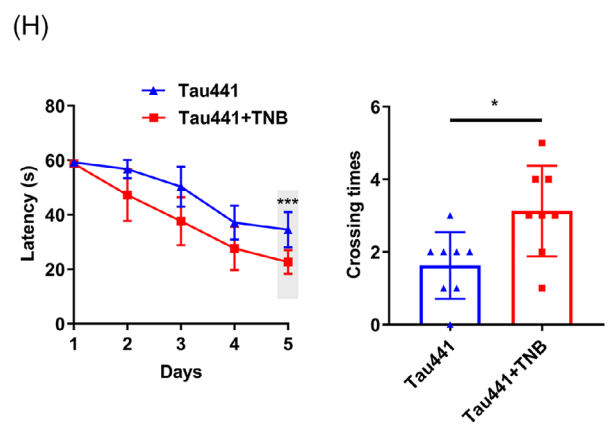 (H)
Tau441
Tau441+TNB
Latency (s)
80
60
40
20
0
***
1 2 3 4 5
Days
Crossing times
6
4
2
0
*
Tau441
Tau441+TNB